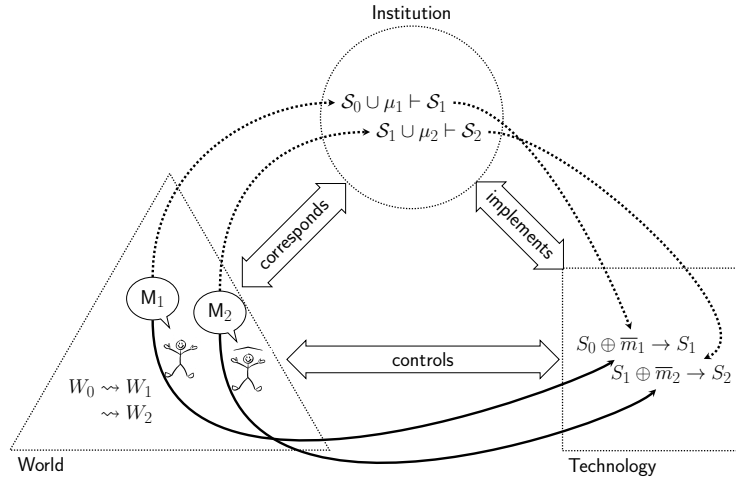 Institution
𝒮₀ ∪ μ₁ ⊢ 𝒮₁
𝒮₁ ∪ μ₂ ⊢ 𝒮₂
corresponds
implements
M₁
M₂
controls
W₀ ⇝ W₁
⇝ W₂
S₀ ⊕ m̅₁ → S₁
S₁ ⊕ m̅₂ → S₂
World
Technology